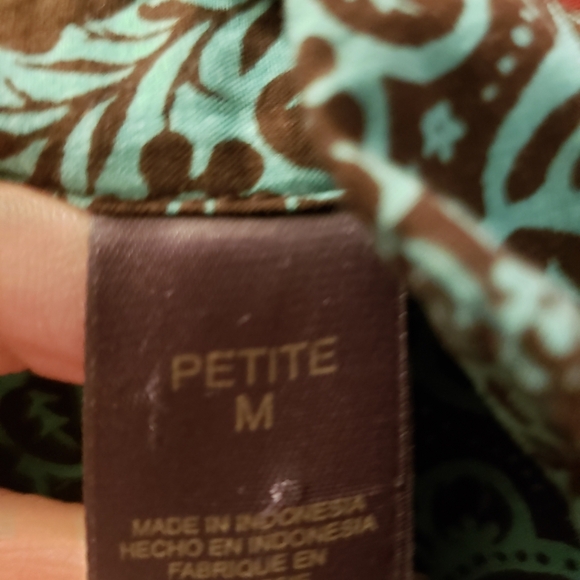 PETITE
M
MADE IN INDONESIA
HECHO EN INDONESIA
FABRIQUE EN